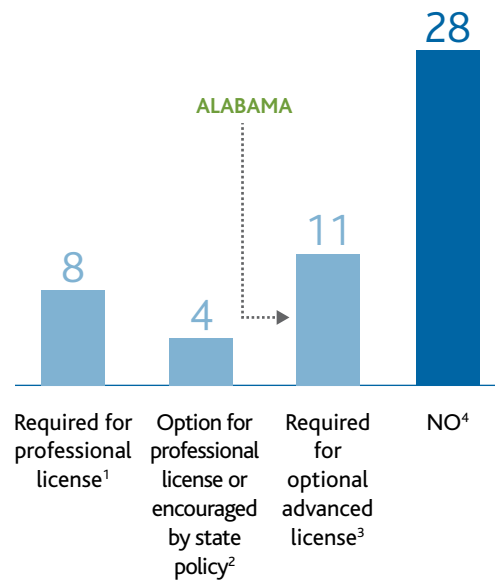 28
ALABAMA
11
8
4
Required for
professional
license¹
Option for
professional
license or
encouraged
by state
policy²
Required
for
optional
advanced
license³
NO⁴